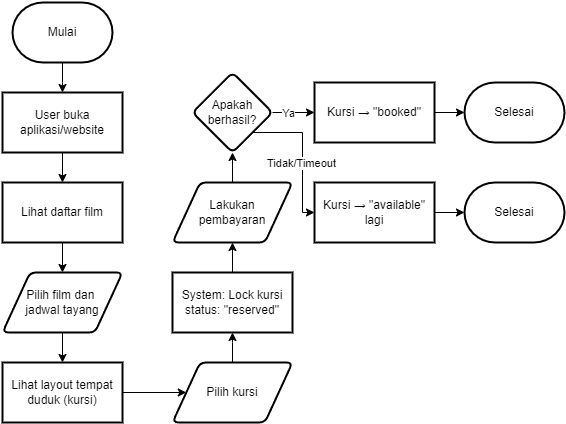 Mulai
User buka
aplikasi/website
Lihat daftar film
Pilih film dan
jadwal tayang
Lihat layout tempat
duduk (kursi)
Pilih kursi
System: Lock kursi
status: "reserved"
Lakukan
pembayaran
Apakah
berhasil?
Ya
Kursi → "booked"
Selesai
Tidak/Timeout
Kursi → "available"
lagi
Selesai